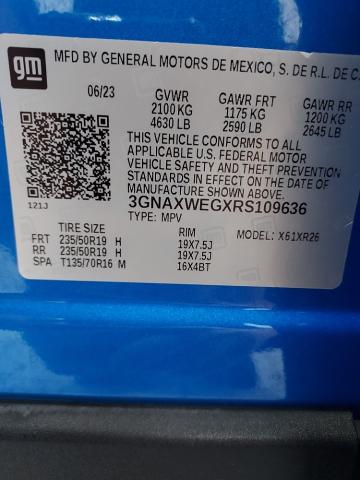 gm
MFD BY GENERAL MOTORS DE MEXICO, S. DE R.L. DE C.
06/23 GVWR GAWR FRT GAWR RR
2100 KG 1175 KG 1200 KG
4630 LB 2590 LB 2645 LB
THIS VEHICLE CONFORMS TO ALL APPLICABLE
U.S. FEDERAL MOTOR
VEHICLE SAFETY AND THEFT PREVENTION
STANDARDS IN EFFECT ON THE DATE OF
MANUFACTURE SHOWN ABOVE.
121J 3GNAXWEGXRS109636
TYPE: MPV
TIRE SIZE RIM MODEL: X61XR26
FRT 235/50R19 H 19X7.5J
RR 235/50R19 H 19X7.5J
SPA T135/70R16 M 16X4BT